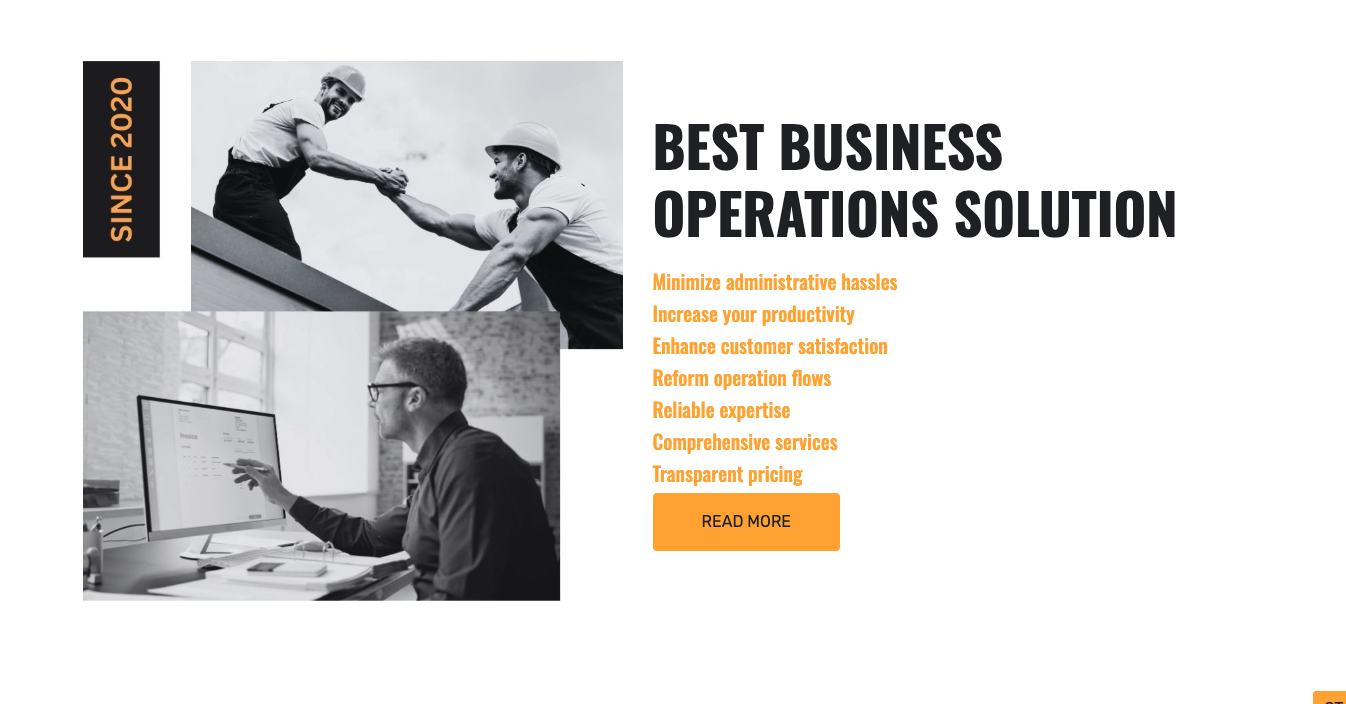 SINCE 2020
BEST BUSINESS
OPERATIONS SOLUTION
Minimize administrative hassles
Increase your productivity
Enhance customer satisfaction
Reform operation flows
Reliable expertise
Comprehensive services
Transparent pricing
READ MORE
Invoice